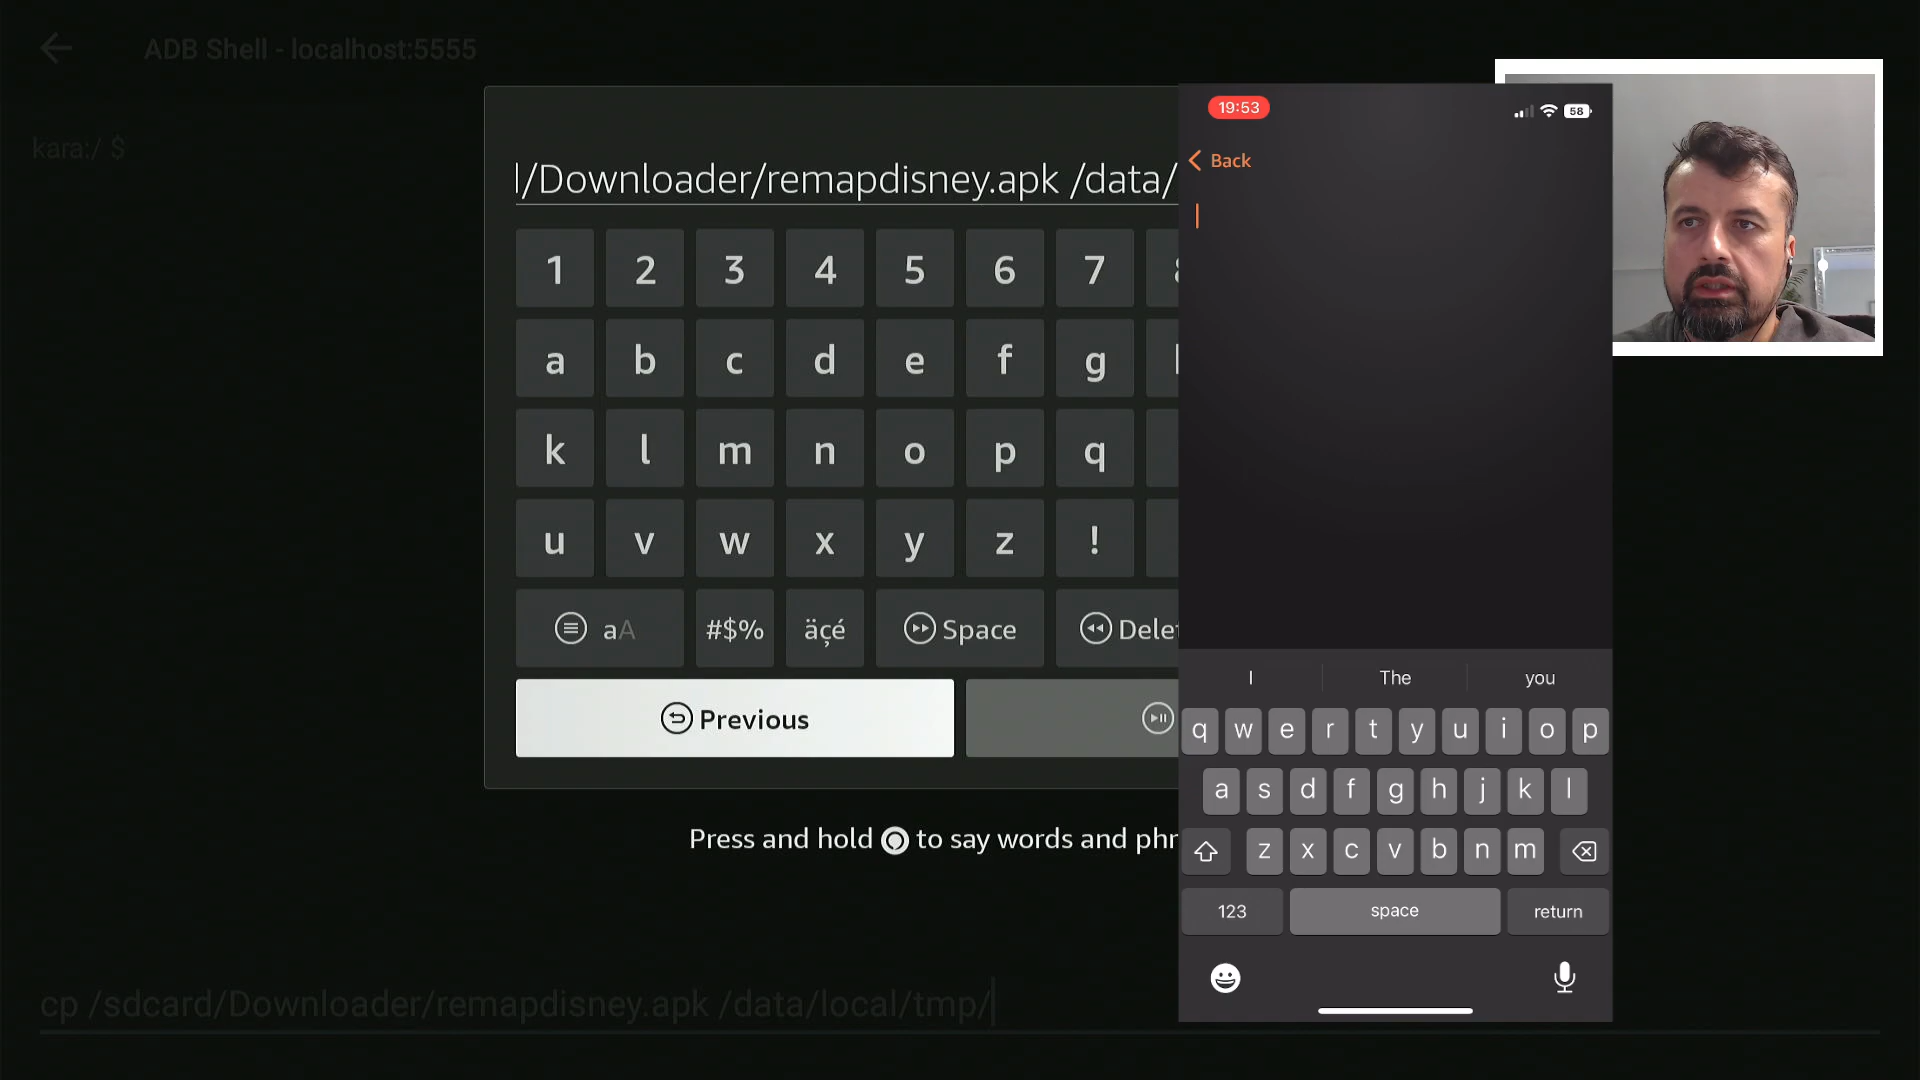 ADB Shell - localhost:5555
kara:/ $
/Downloader/remapdisney.apk /data/
1 2 3 4 5 6 7
a b c d e f g
k l m n o p q
u v w x y z !
aA #$% äçé Space Delet
Previous
Press and hold to say words and phr
cp /sdcard/Downloader/remapdisney.apk /data/local/tmp/
19:53
58
Back
I The you
q w e r t y u i o p
a s d f g h j k l
z x c v b n m
123 space return